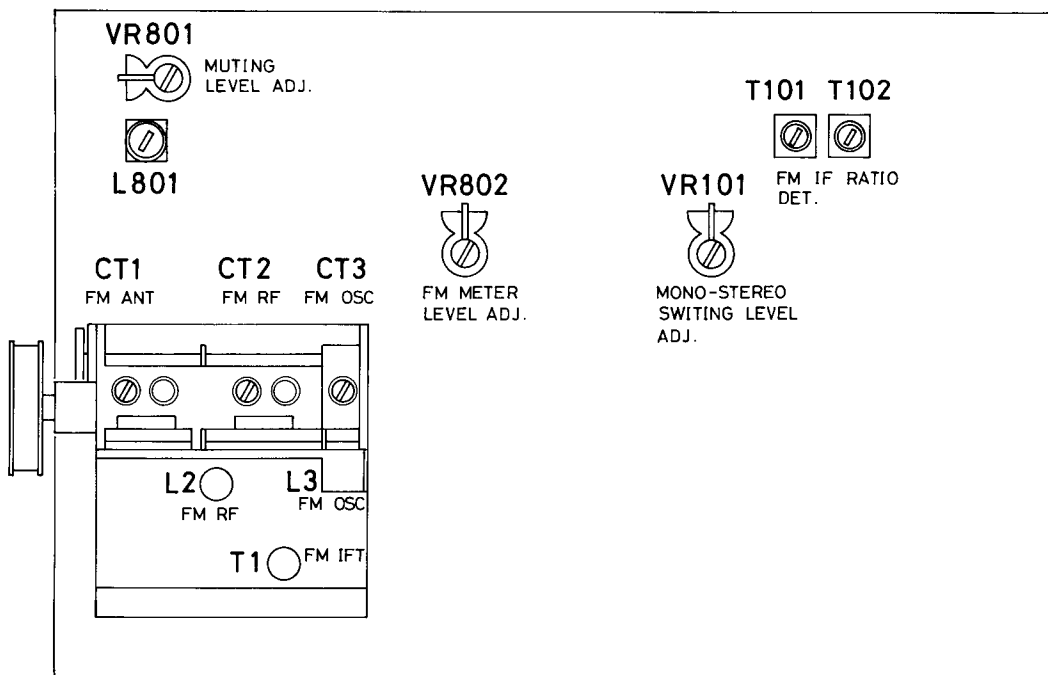 VR801
MUTING
LEVEL ADJ.
L801
T101 T102
FM IF RATIO
DET.
VR802
FM METER
LEVEL ADJ.
VR101
MONO-STEREO
SWITING LEVEL
ADJ.
CT1
FM ANT
CT2
FM RF
CT3
FM OSC
L2
FM RF
L3
FM OSC
T1
FM IFT